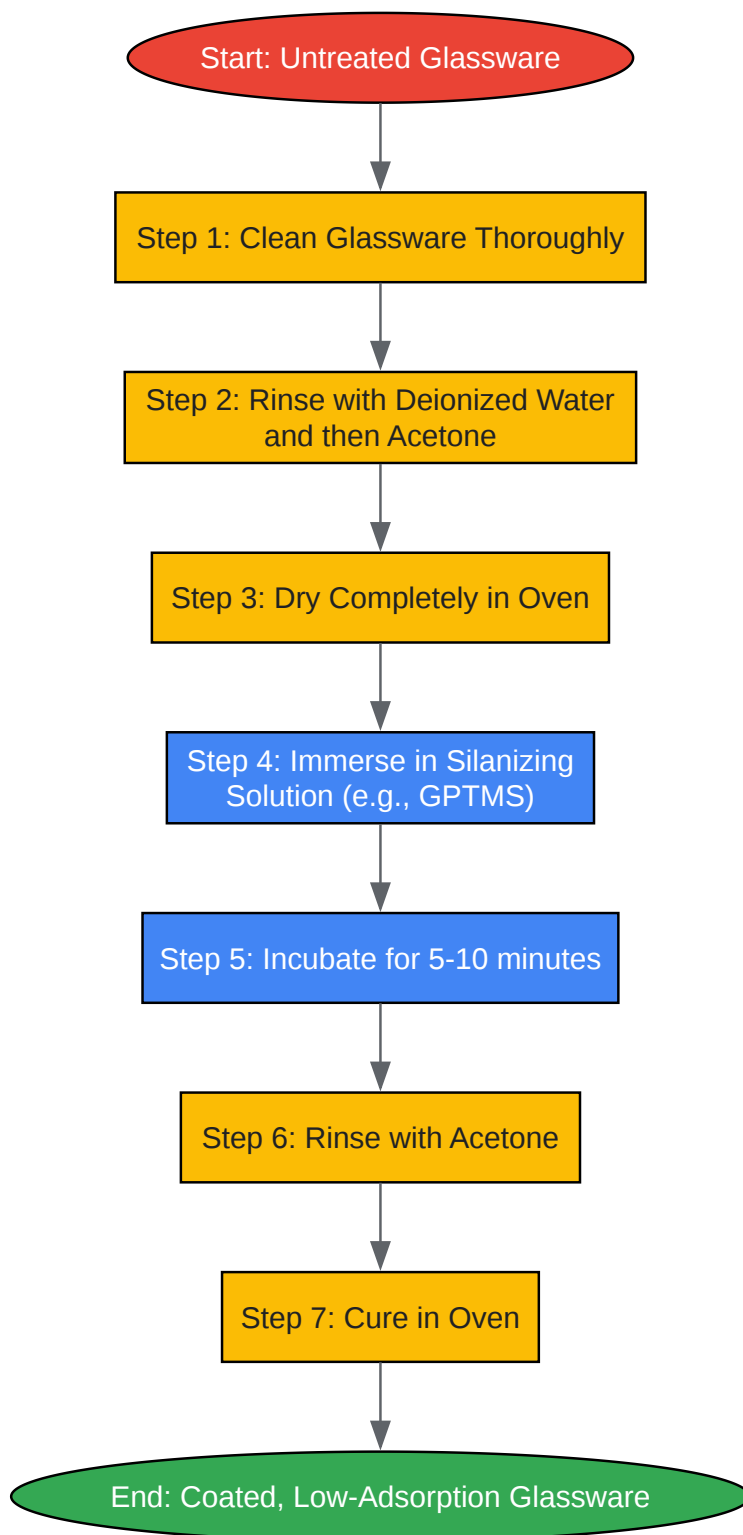 Start: Untreated Glassware
Step 1: Clean Glassware Thoroughly
Step 2: Rinse with Deionized Water
and then Acetone
Step 3: Dry Completely in Oven
Step 4: Immerse in Silanizing
Solution (e.g., GPTMS)
Step 5: Incubate for 5-10 minutes
Step 6: Rinse with Acetone
Step 7: Cure in Oven
End: Coated, Low-Adsorption Glassware